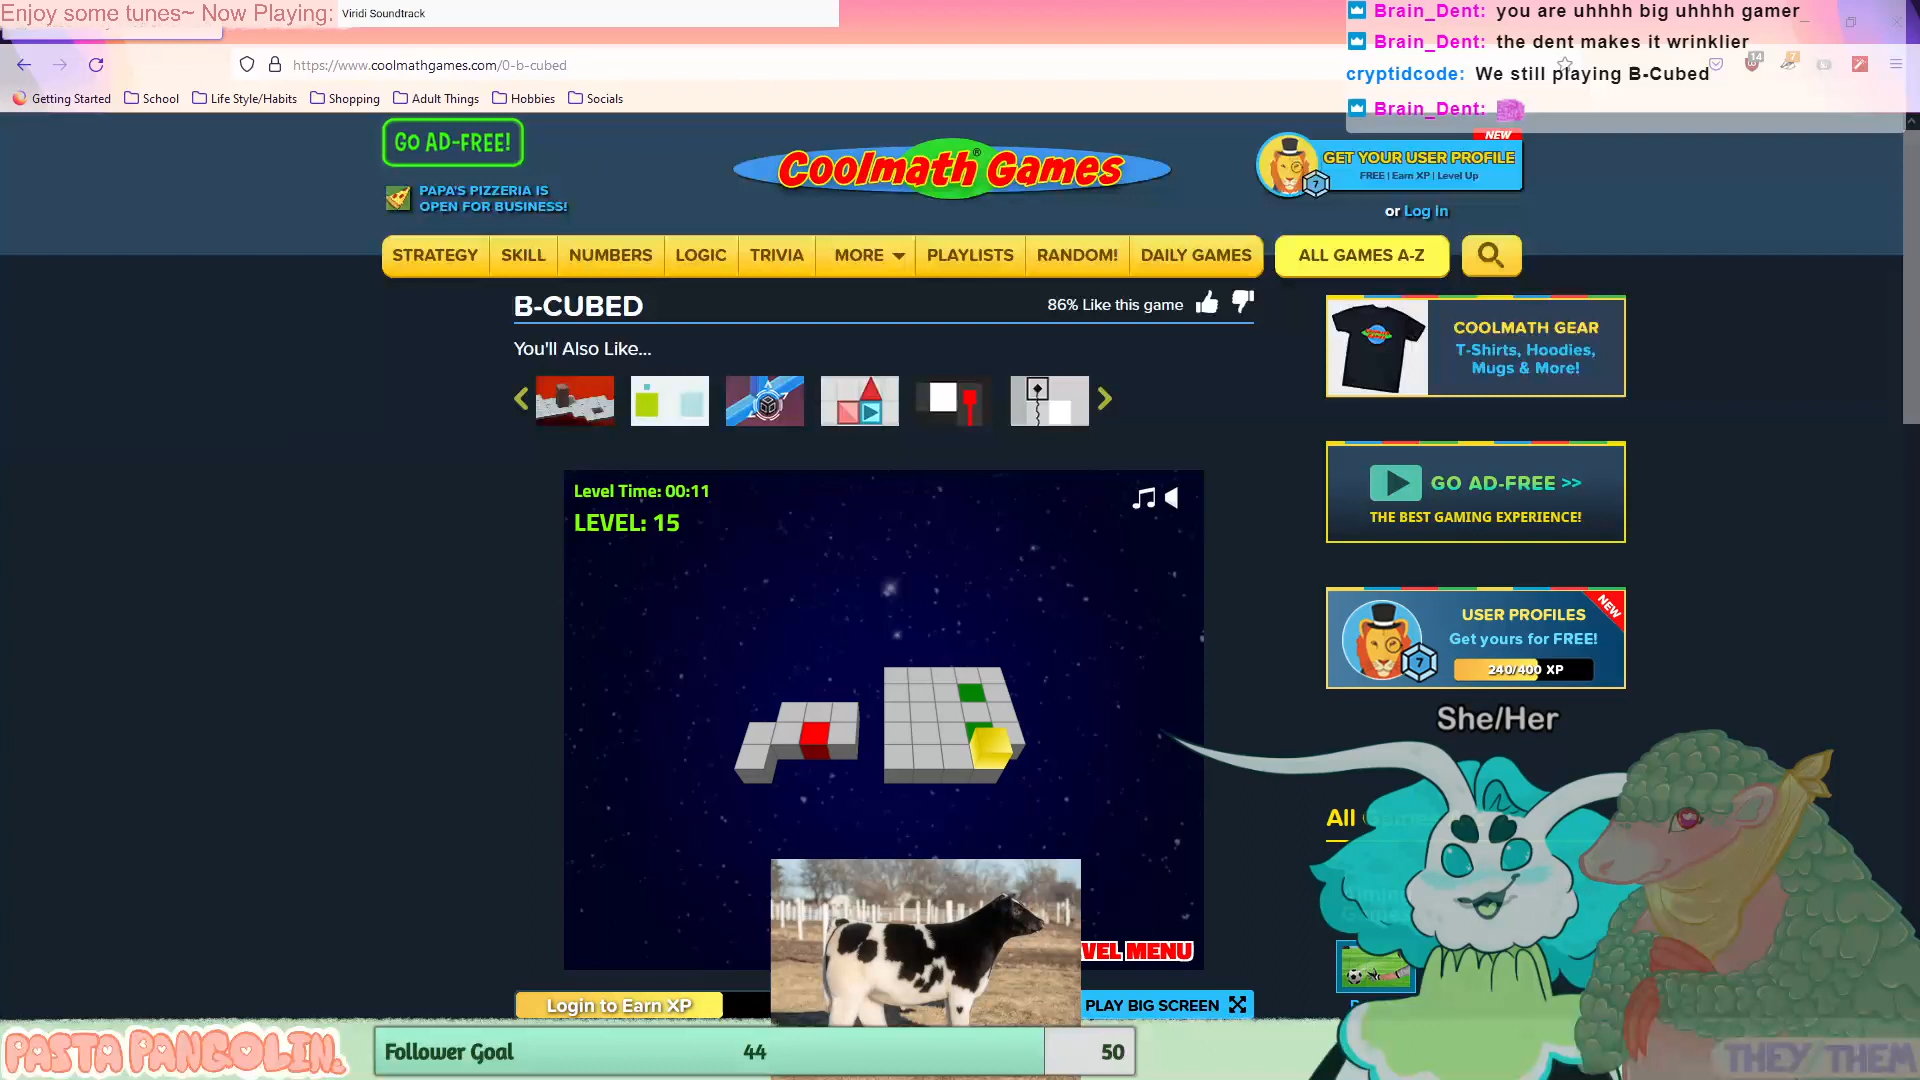 Enjoy some tunes~ Now Playing: Viridi Soundtrack
Brain_Dent: you are uhhhh big uhhhh gamer
Brain_Dent: the dent makes it wrinklier
cryptidcode: We still playing B-Cubed
Brain_Dent:
https://www.coolmathgames.com/0-b-cubed
14
7
Getting Started School Life Style/Habits Shopping Adult Things Hobbies Socials
GO AD-FREE!
PAPA'S PIZZERIA IS
OPEN FOR BUSINESS!
Coolmath® Games
NEW
GET YOUR USER PROFILE
FREE | Earn XP | Level Up
7
or Log In
STRATEGY SKILL NUMBERS LOGIC TRIVIA MORE PLAYLISTS RANDOM! DAILY GAMES ALL GAMES A-Z
B-CUBED
86% Like this game
You'll Also Like...
COOLMATH GEAR
T-Shirts, Hoodies,
Mugs & More!
Level Time: 00:11
LEVEL: 15
GO AD-FREE >>
THE BEST GAMING EXPERIENCE!
NEW
USER PROFILES
Get yours for FREE!
7
240/400 XP
She/Her
All
VEL MENU
Login to Earn XP
PLAY BIG SCREEN
PASTA PANGOLIN.
Follower Goal 44 50
THEY/THEM